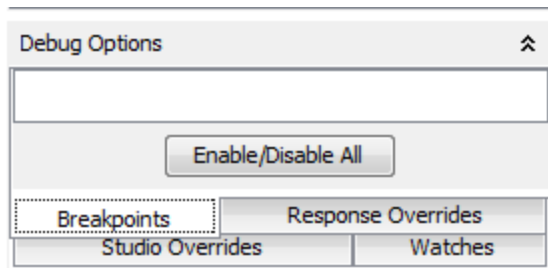 Debug Options
Enable/Disable All
Breakpoints Response Overrides
Studio Overrides Watches